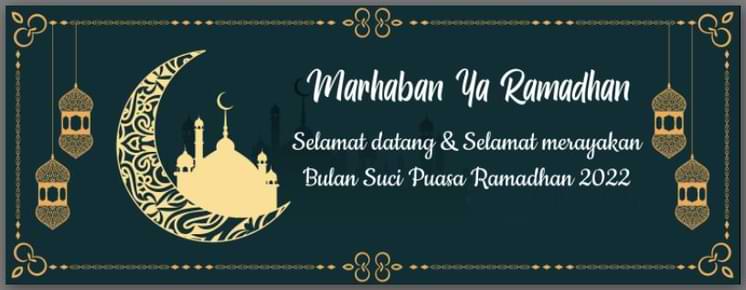 Marhaban Ya Ramadhan
Selamat datang & Selamat merayakan
Bulan Suci Puasa Ramadhan 2022